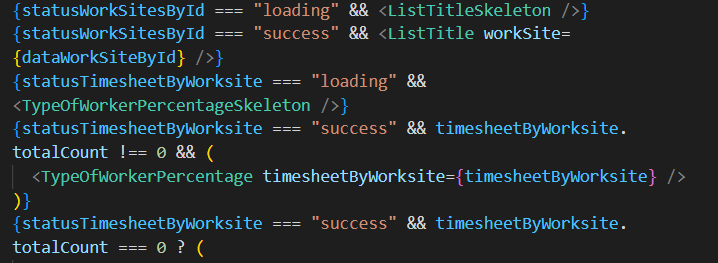 {statusWorkSitesById === "loading" && <ListTitleSkeleton />}
{statusWorkSitesById === "success" && <ListTitle workSite=
{dataWorkSiteById} />}
{statusTimesheetByWorksite === "loading" &&
<TypeOfWorkerPercentageSkeleton />}
{statusTimesheetByWorksite === "success" && timesheetByWorksite.
totalCount !== 0 && (
<TypeOfWorkerPercentage timesheetByWorksite={timesheetByWorksite} />
)}
{statusTimesheetByWorksite === "success" && timesheetByWorksite.
totalCount === 0 ? (